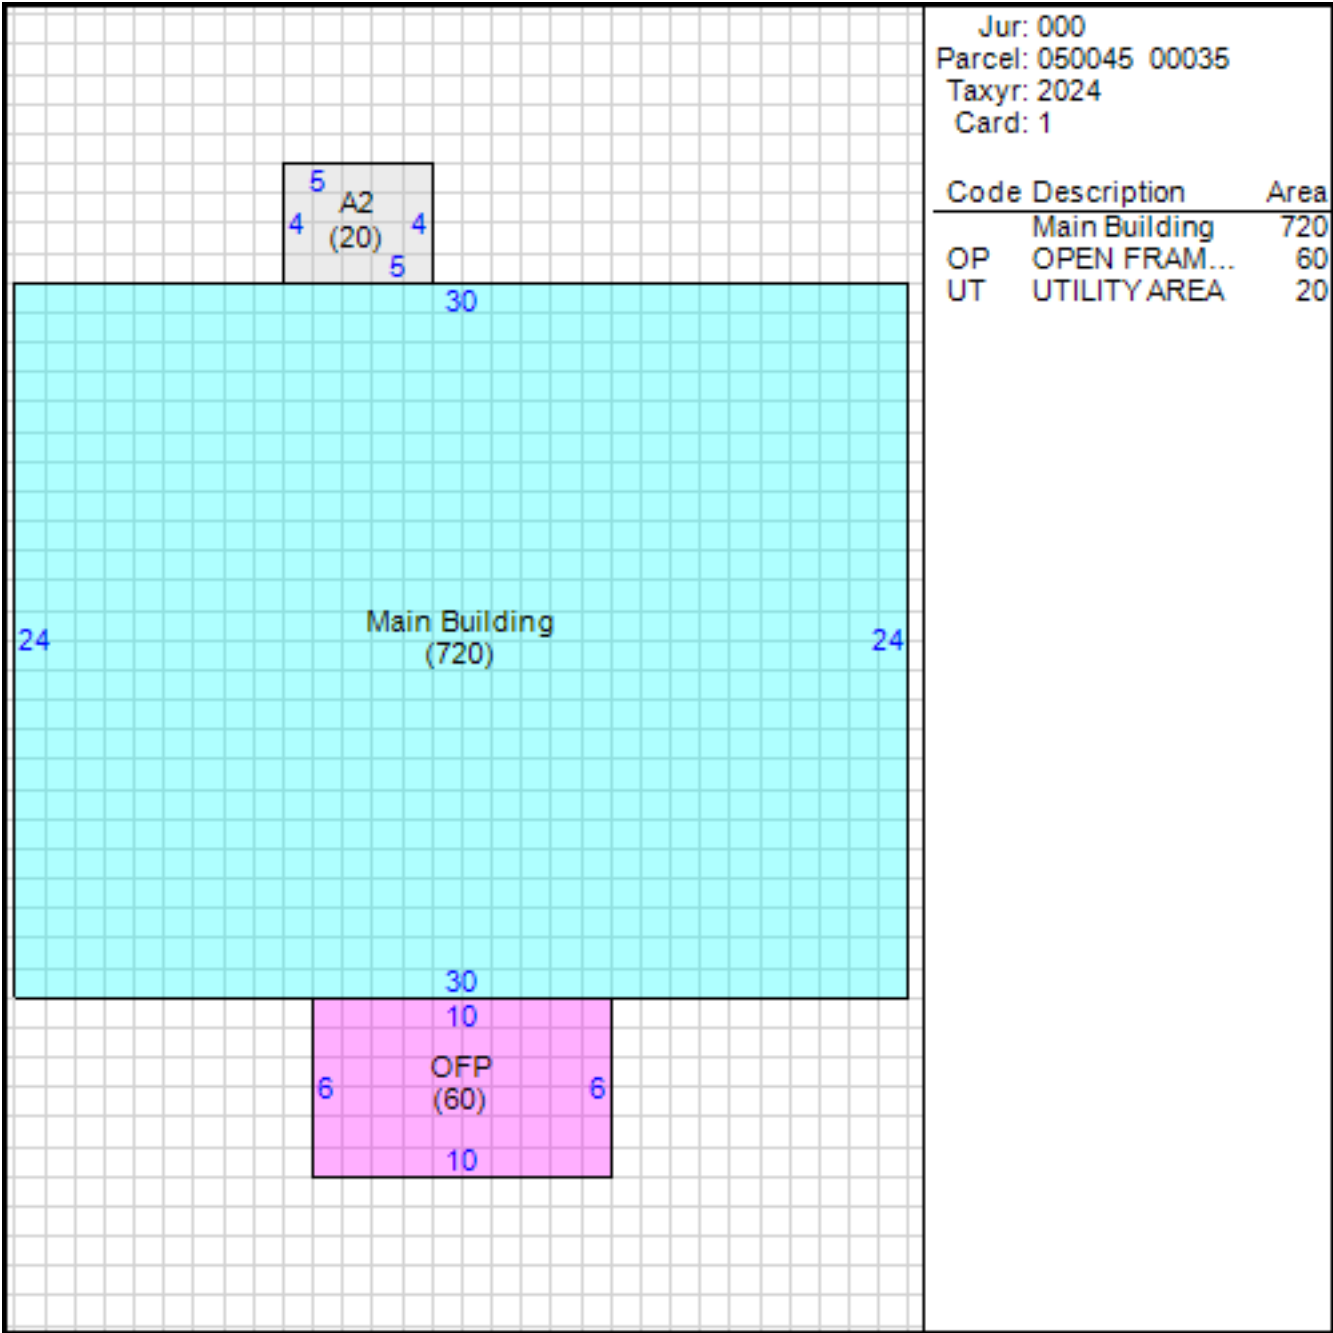 Jur: 000
Parcel: 050045 00035
Taxyr: 2024
Card: 1
Code Description Area
Main Building 720
OP OPEN FRAM... 60
UT UTILITY AREA 20
5
A2
4 4
(20)
5
30
Main Building
24 24
(720)
30
10
OFP
6 6
(60)
10